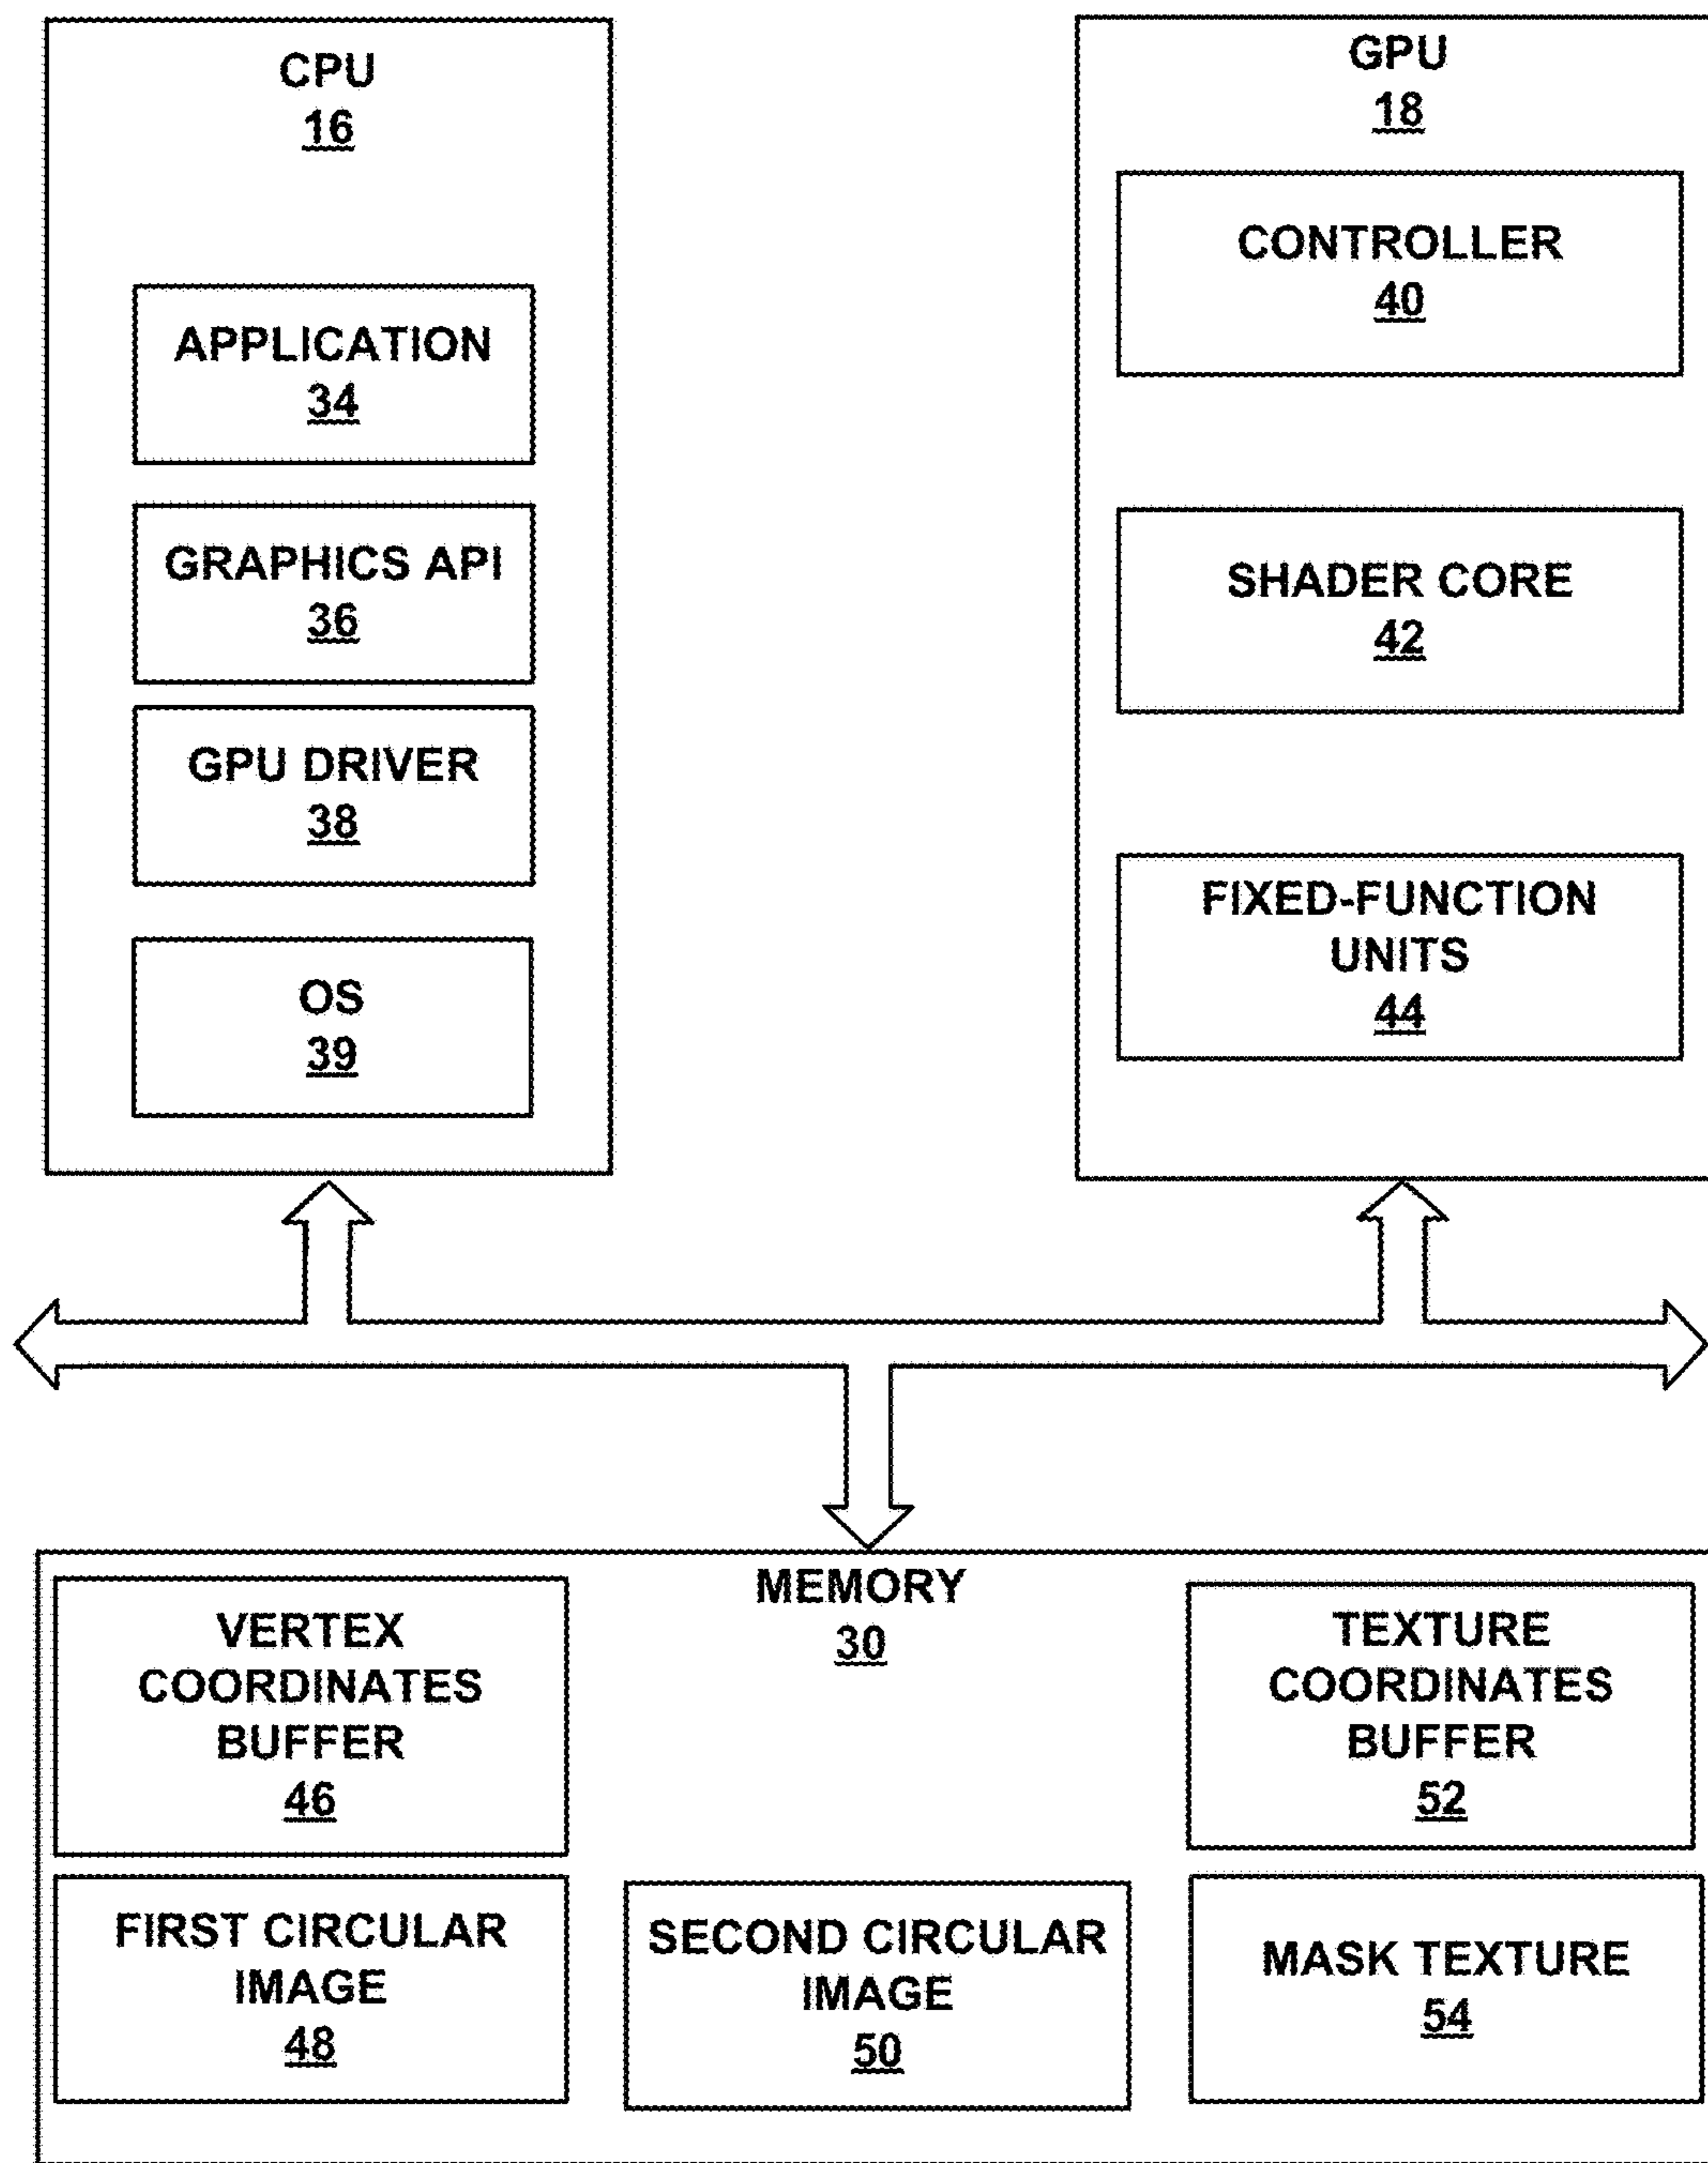 CPU
16
APPLICATION
34
GRAPHICS API
36
GPU DRIVER
38
OS
39
GPU
18
CONTROLLER
40
SHADER CORE
42
FIXED-FUNCTION
UNITS
44
MEMORY
30
VERTEX
COORDINATES
BUFFER
46
TEXTURE
COORDINATES
BUFFER
52
FIRST CIRCULAR
IMAGE
48
SECOND CIRCULAR
IMAGE
50
MASK TEXTURE
54